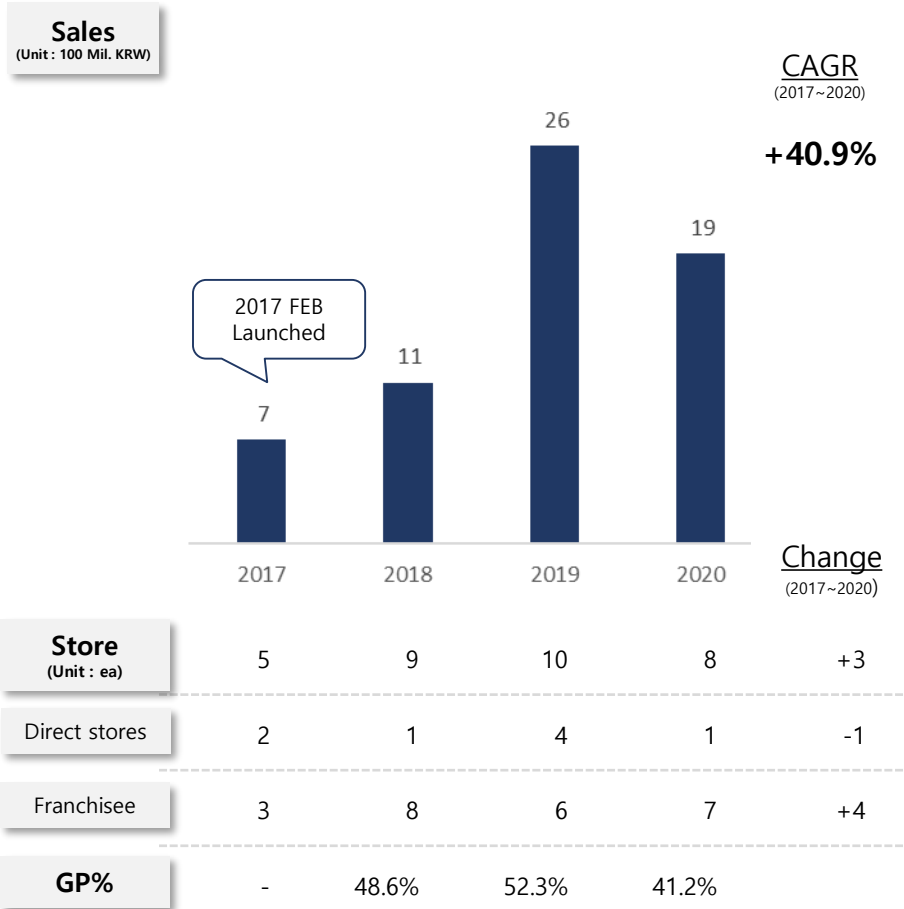 Sales
(Unit : 100 Mil. KRW)
CAGR
(2017~2020)
+40.9%
26
19
2017 FEB
Launched
11
7
2017 2018 2019 2020
Change
(2017~2020)
Store
(Unit : ea)
5 9 10 8 +3
Direct stores 2 1 4 1 -1
Franchisee 3 8 6 7 +4
GP% - 48.6% 52.3% 41.2%